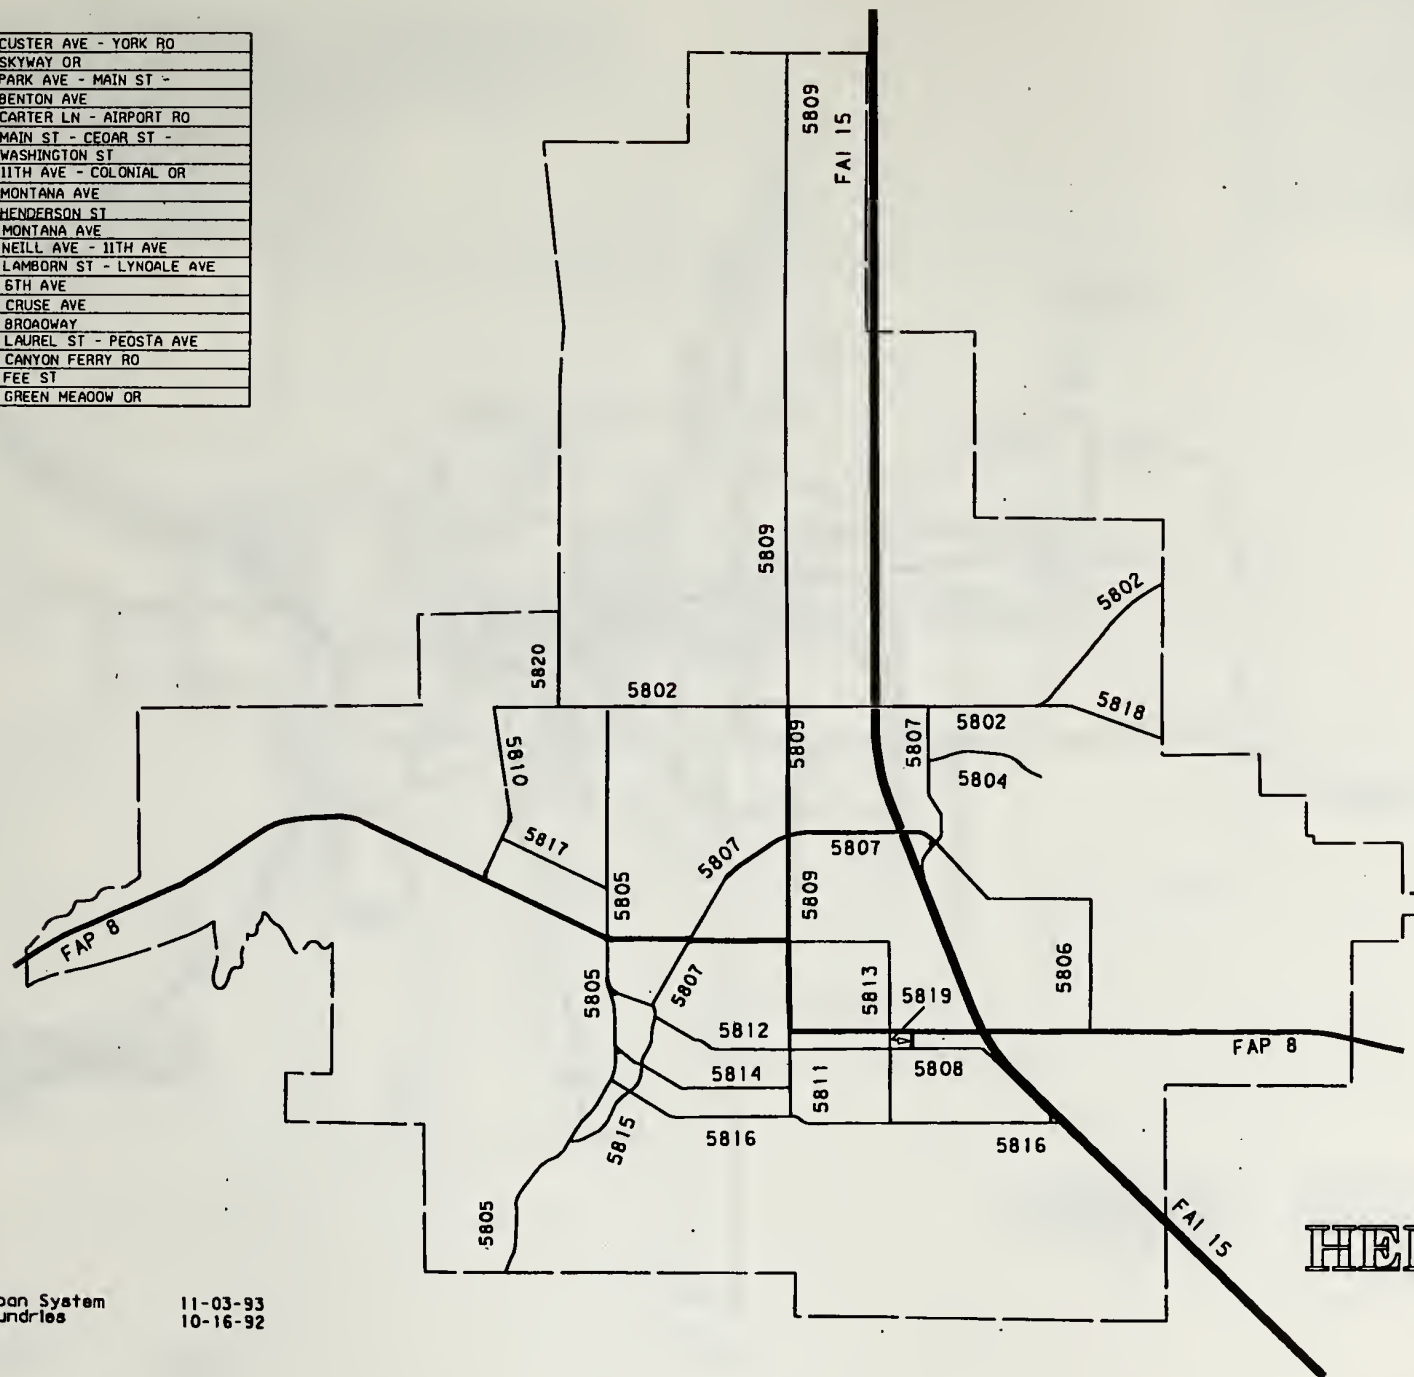 CUSTER AVE - YORK RO
SKYWAY OR
PARK AVE - MAIN ST -
BENTON AVE
CARTER LN - AIRPORT RO
MAIN ST - CEOAR ST -
WASHINGTON ST
11TH AVE - COLONIAL OR
MONTANA AVE
HENDERSON ST
MONTANA AVE
NEILL AVE - 11TH AVE
LAMBORN ST - LYNOALE AVE
6TH AVE
CRUSE AVE
BROAOWAY
LAUREL ST - PEOSTA AVE
CANYON FERRY RO
FEE ST
GREEN MEAOOW OR
5809
FAI 15
5809
5802
5820
5802
5818
5802
5809
5807
5804
5810
5817
5807
5807
5805
5809
FAP 8
5805
5807
5813
5819
5806
5812
5808
FAP 8
5814
5811
5815
5816
5816
5805
FAI 15
HE
ban System 11-03-93
undries 10-16-92